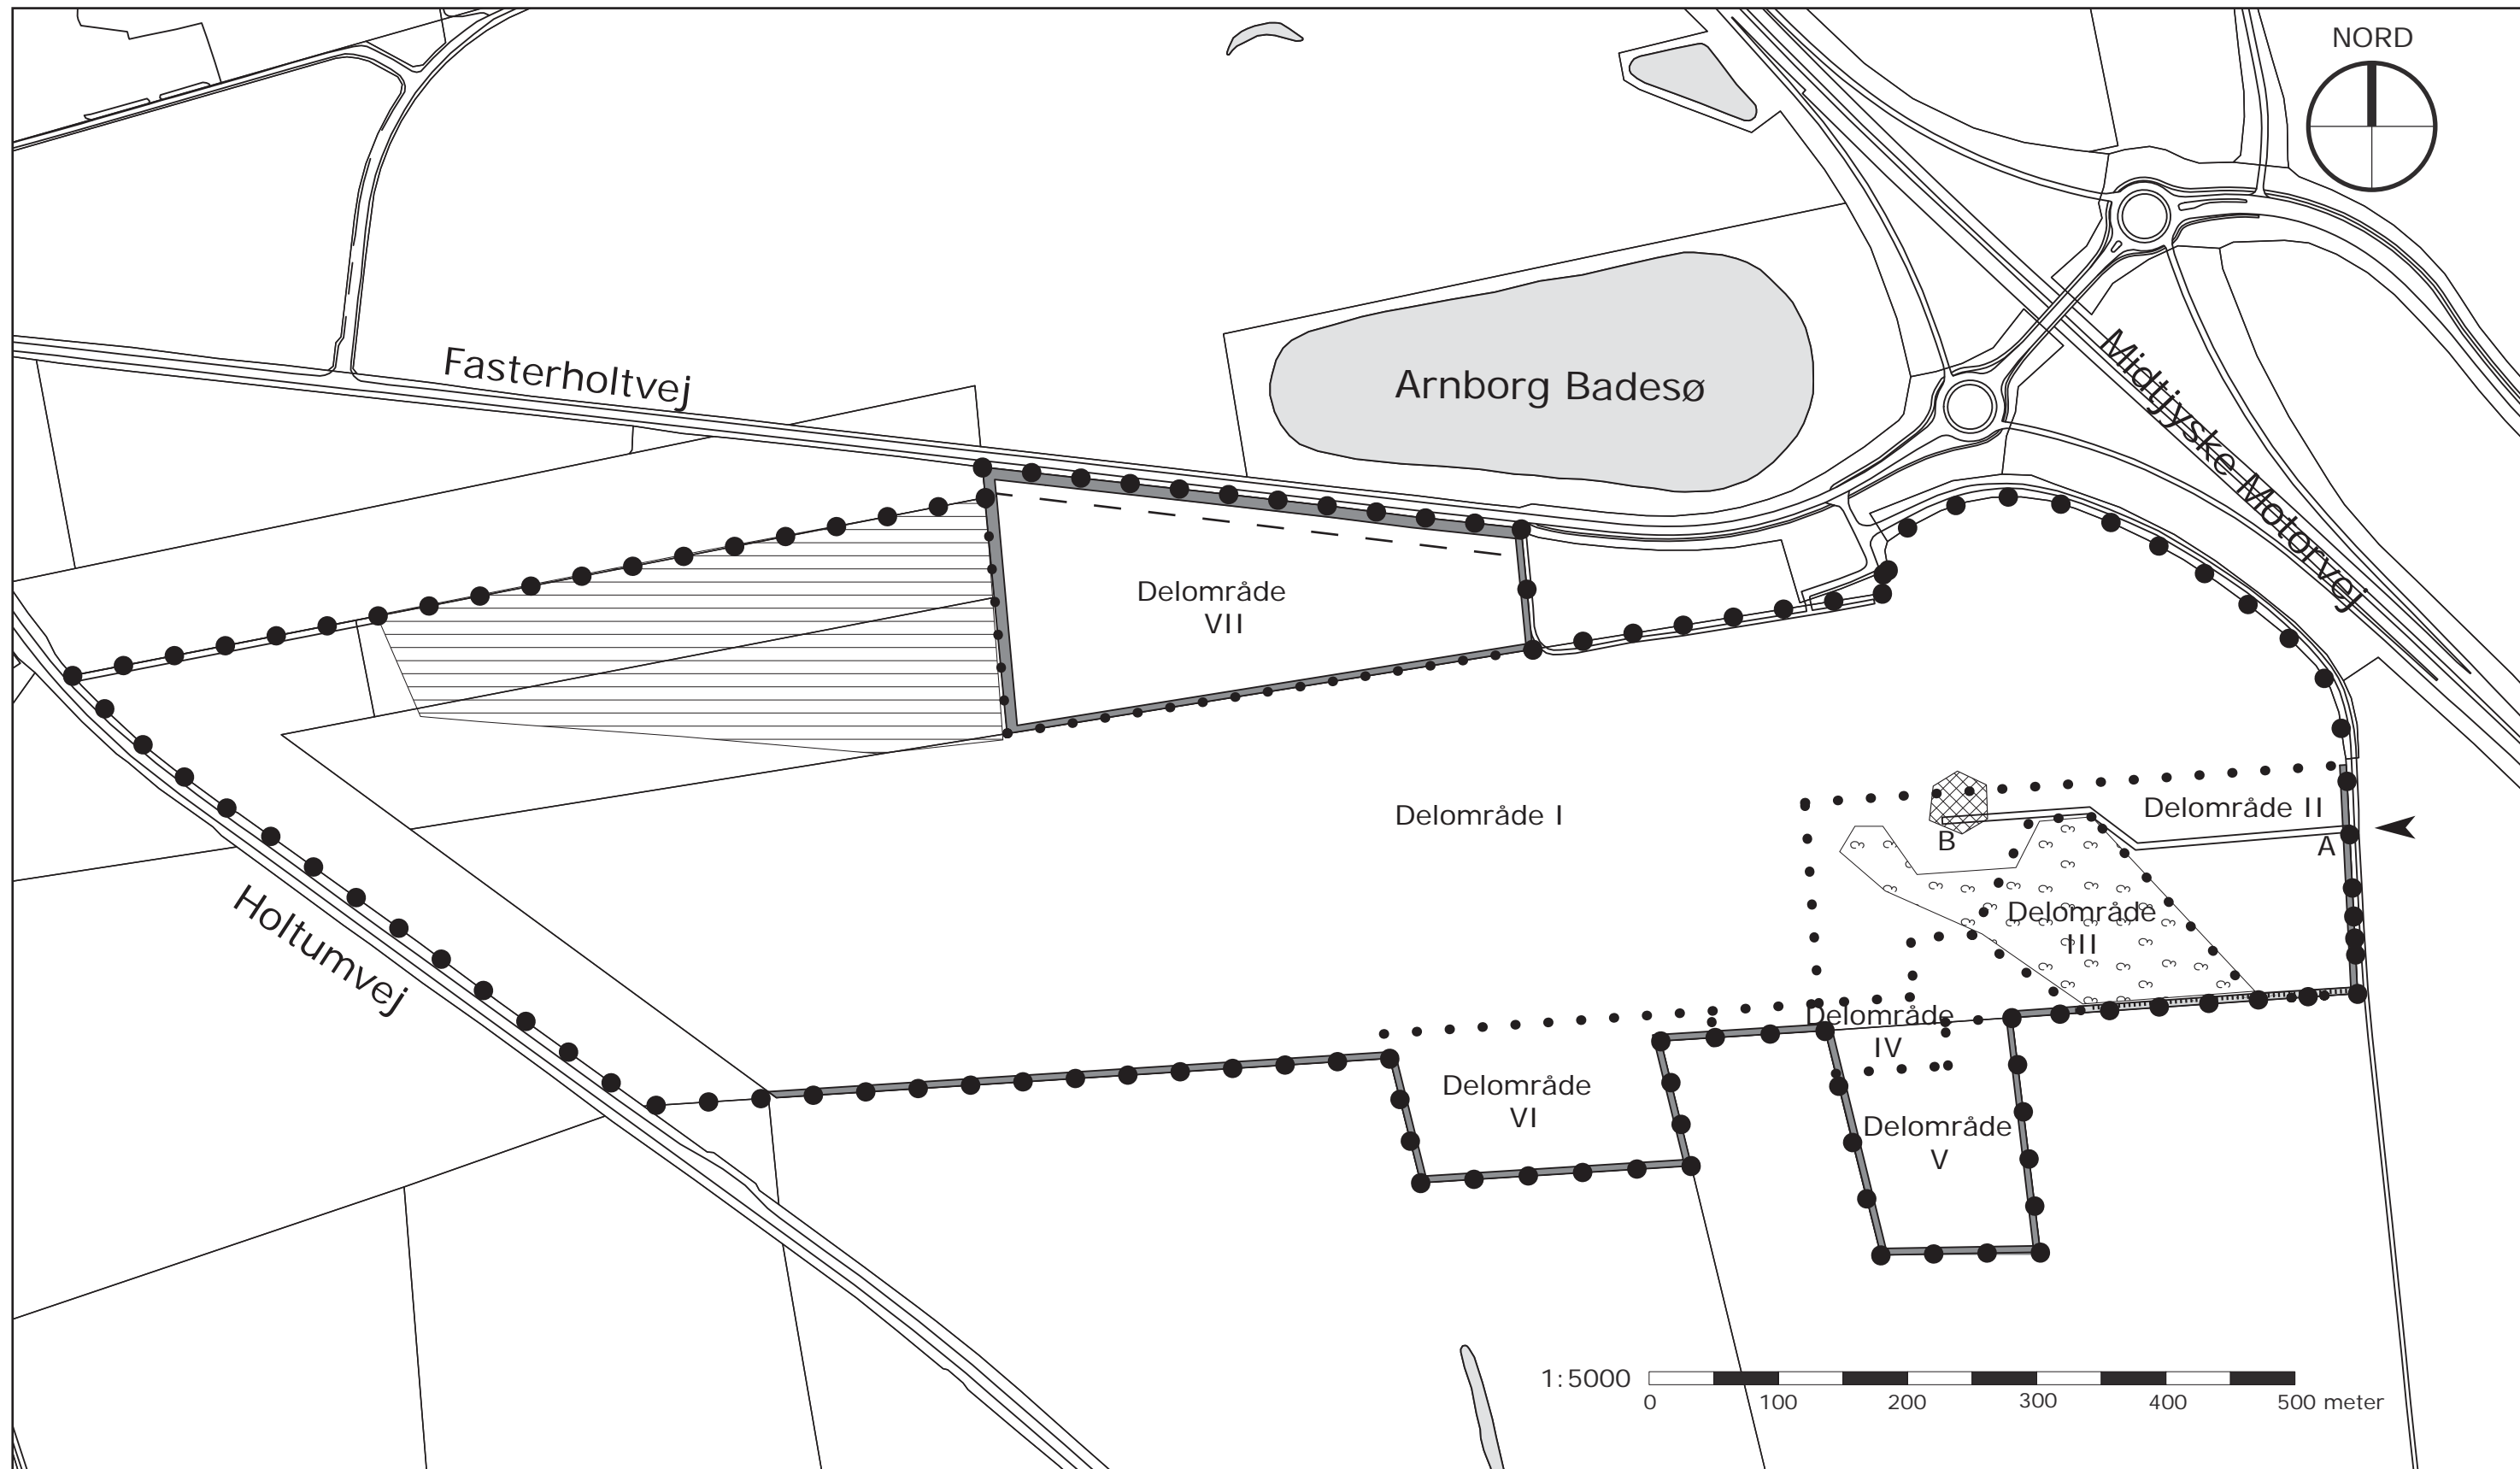 NORD
Fasterholtvej
Arnborg Badesø
Midtjyske Motorvej
Delområde
VII
Delområde I
Delområde II
B
A
Delområde
III
Holtumvej
Delområde
IV
Delområde
VI
Delområde
V
1:5000
0 100 200 300 400 500 meter